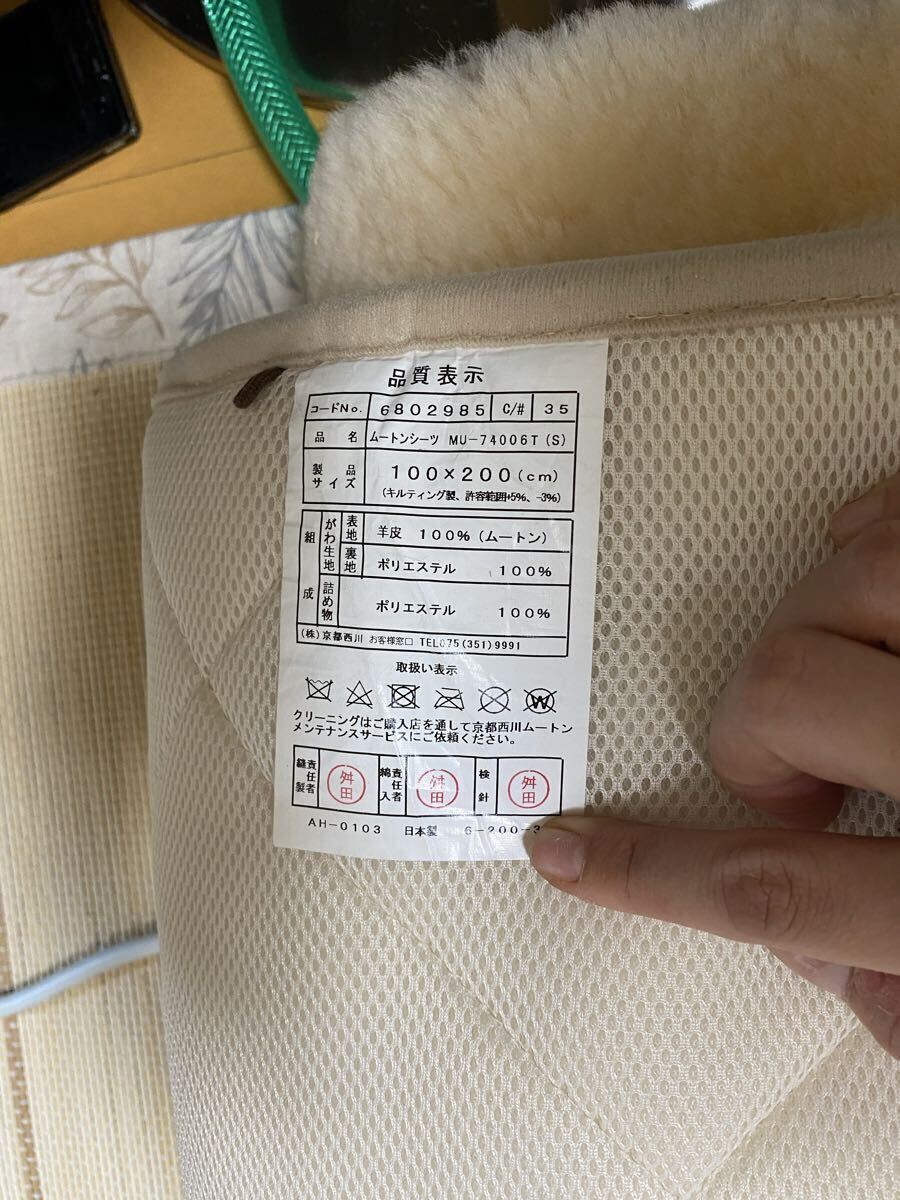 品質表示
コードNo. 6802985 C/# 35
品名 ムートンシーツ MU-74006T (S)
製品サイズ 100×200(cm)
(キルティング製、許容範囲+5%、-3%)
組成 がわ生地 表地 羊皮 100%(ムートン)
裏地 ポリエステル 100%
詰め物 ポリエステル 100%
(株)京都西川 お客様窓口 TEL075(351)9991
取扱い表示
W
クリーニングはご購入店を通して京都西川ムートン
メンテナンスサービスにご依頼ください。
縫製責任者 舛田 綿入責任者 舛田 検針 舛田
AH-0103 日本製 6-200-3